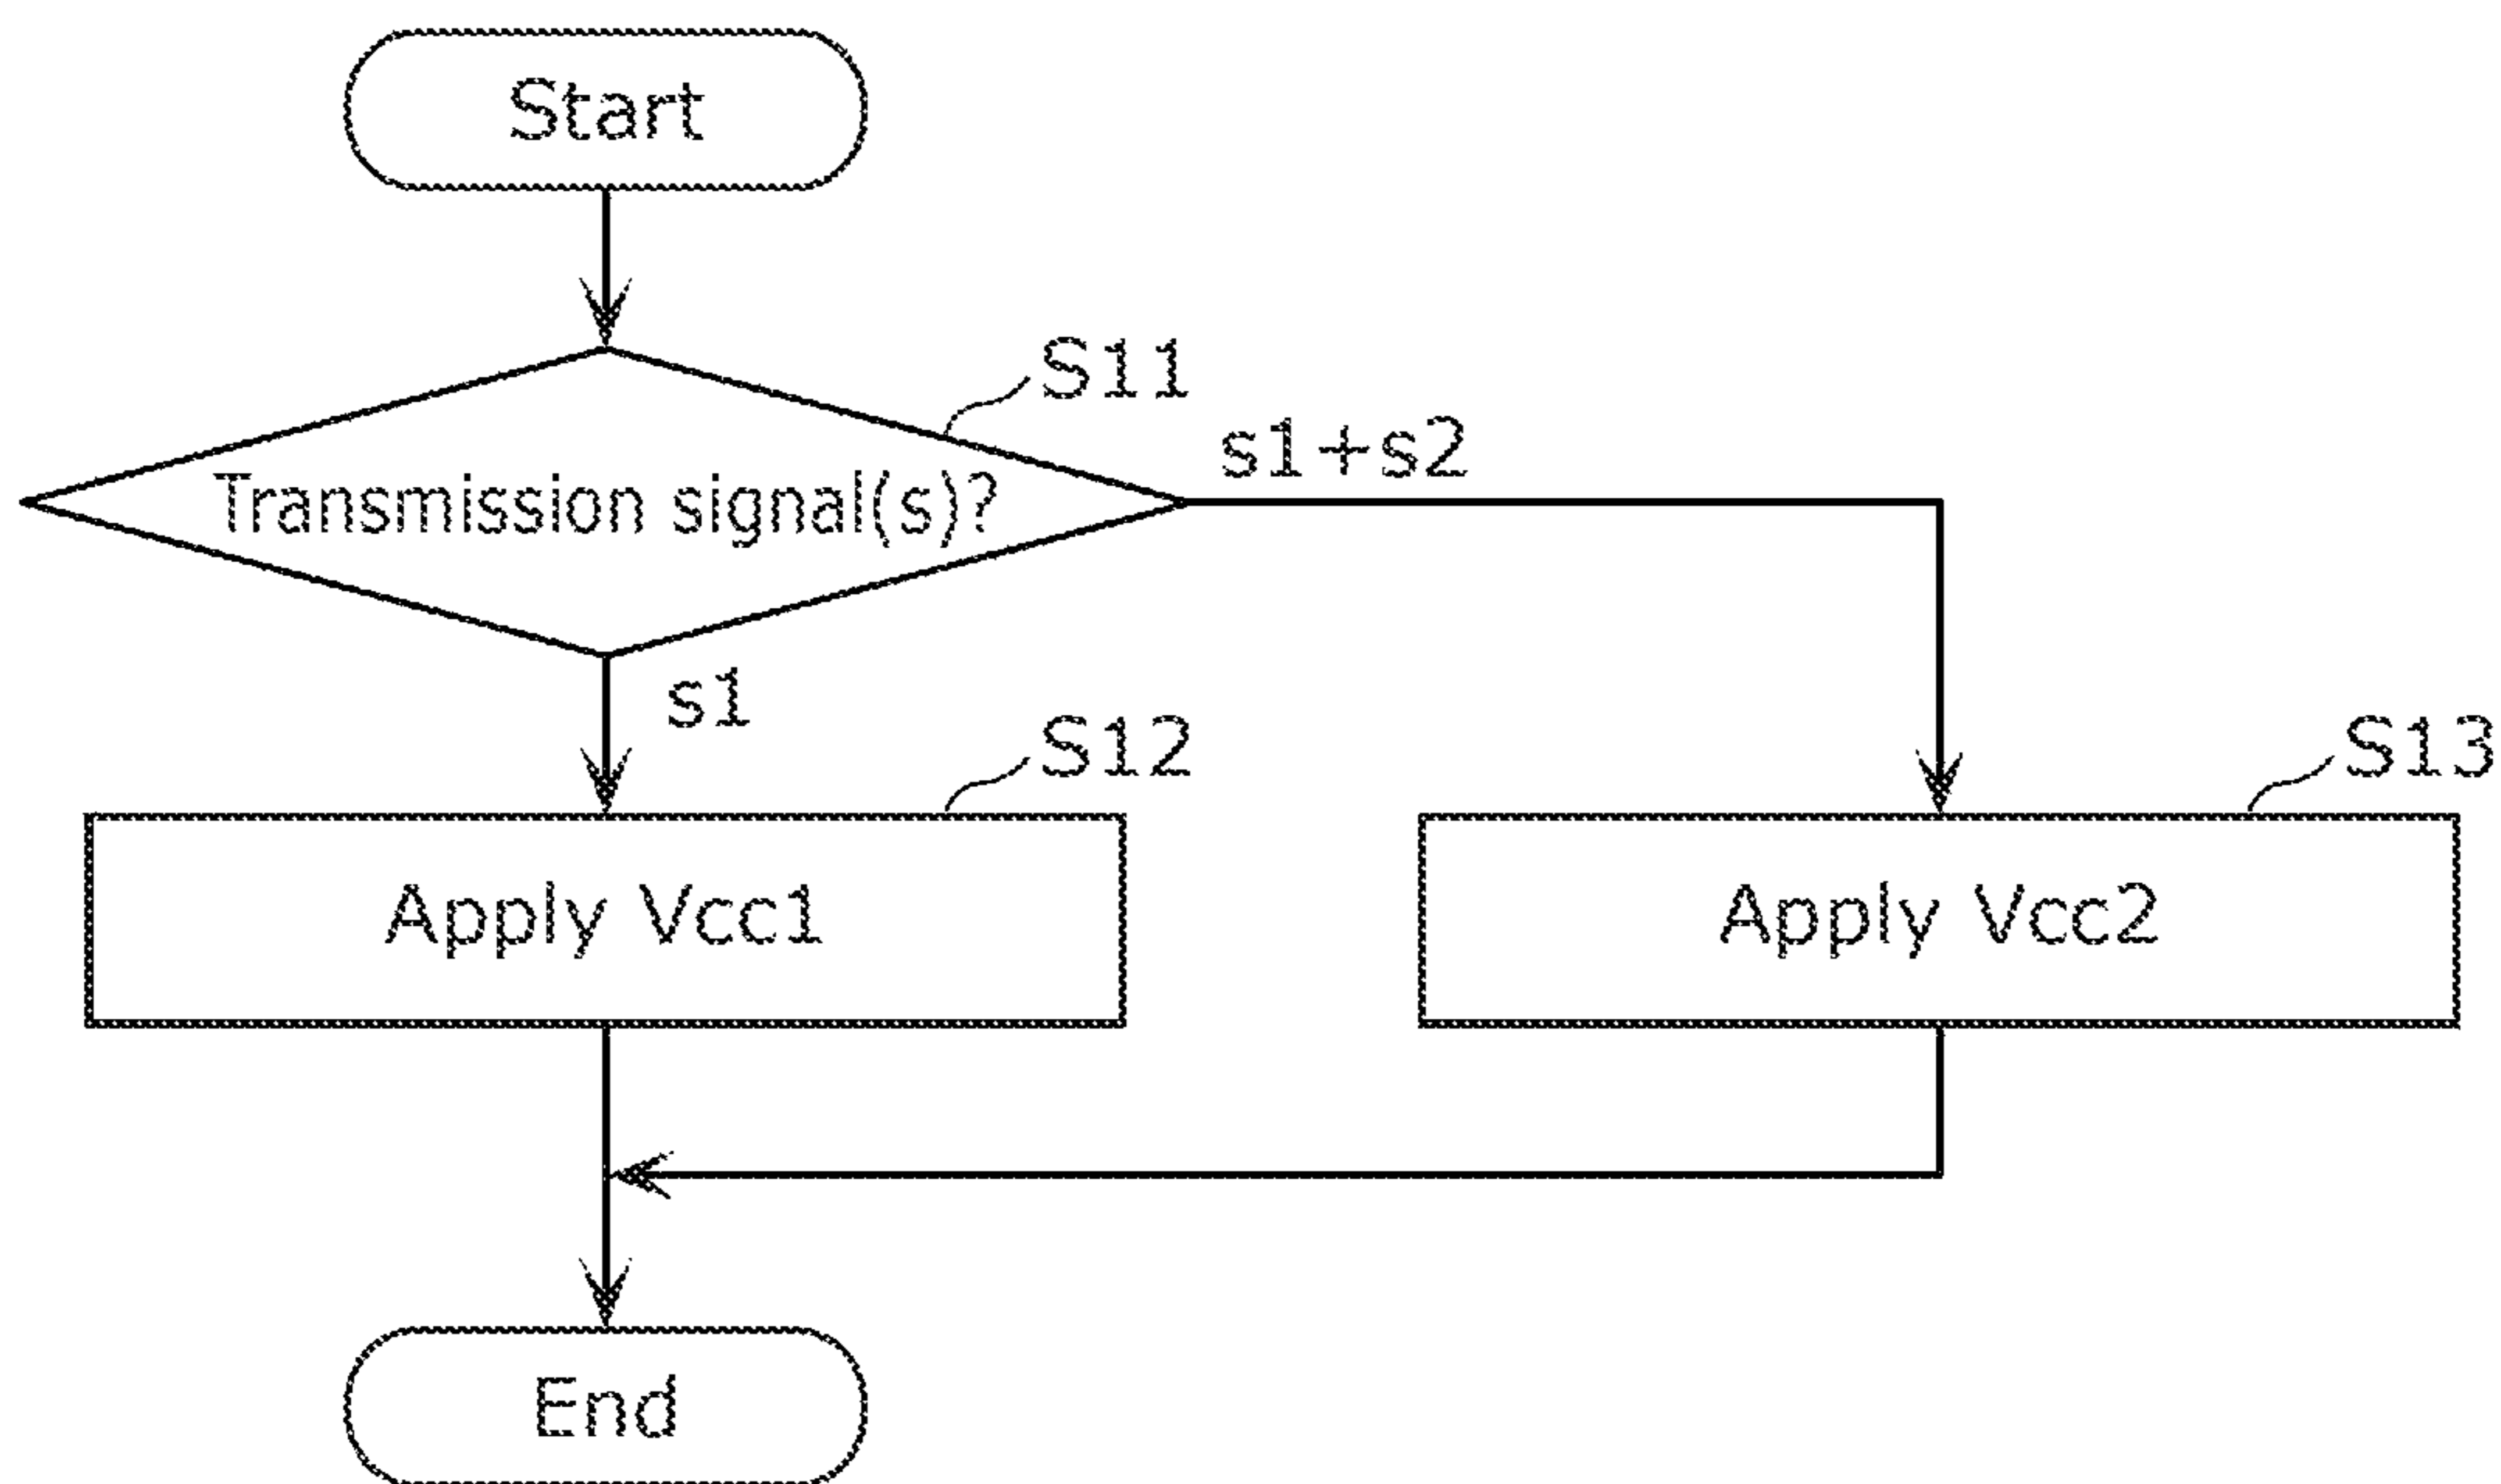 Start
S11
s1+s2
Transmission signal(s)?
s1
S12
S13
Apply Vcc1
Apply Vcc2
End